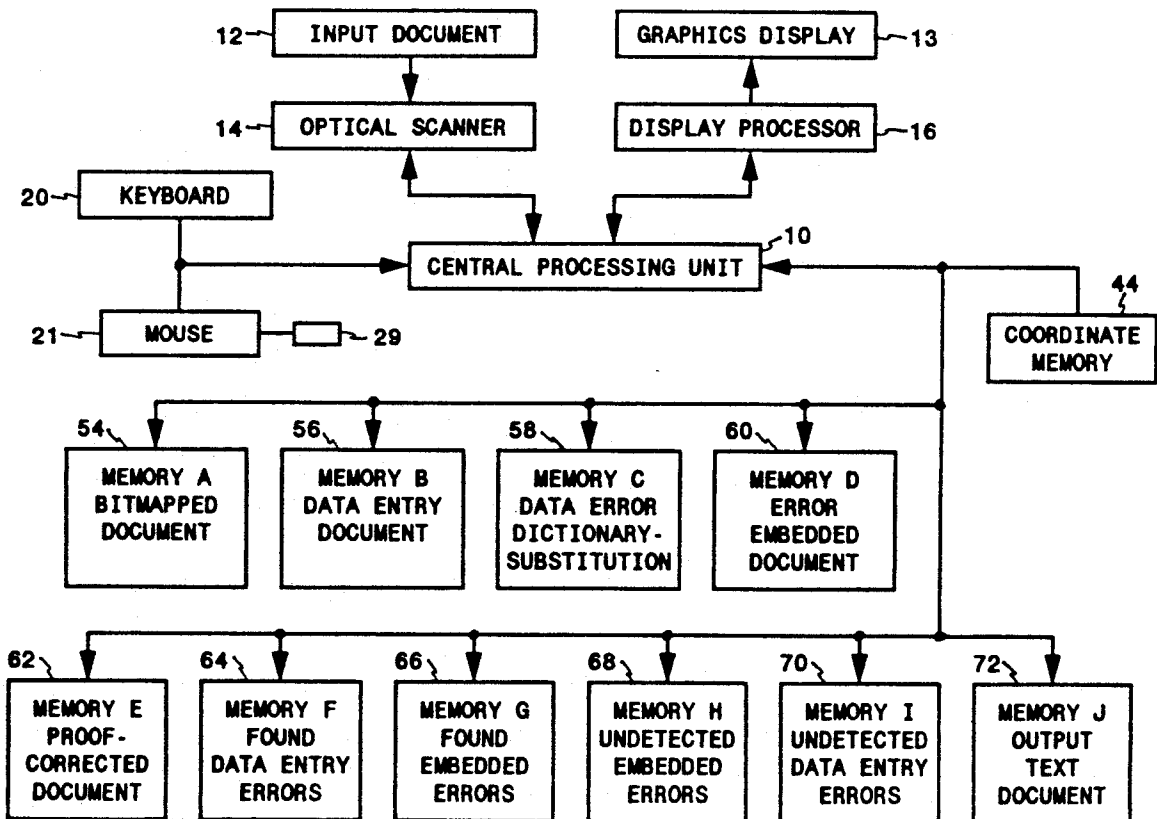 12 INPUT DOCUMENT
GRAPHICS DISPLAY 13
14 OPTICAL SCANNER
DISPLAY PROCESSOR 16
20 KEYBOARD
10
CENTRAL PROCESSING UNIT
44
COORDINATE
MEMORY
21 MOUSE 29
54
MEMORY A
BITMAPPED
DOCUMENT
56
MEMORY B
DATA ENTRY
DOCUMENT
58
MEMORY C
DATA ERROR
DICTIONARY-
SUBSTITUTION
60
MEMORY D
ERROR
EMBEDDED
DOCUMENT
62
MEMORY E
PROOF-
CORRECTED
DOCUMENT
64
MEMORY F
FOUND
DATA ENTRY
ERRORS
66
MEMORY G
FOUND
EMBEDDED
ERRORS
68
MEMORY H
UNDETECTED
EMBEDDED
ERRORS
70
MEMORY I
UNDETECTED
DATA ENTRY
ERRORS
72
MEMORY J
OUTPUT
TEXT
DOCUMENT